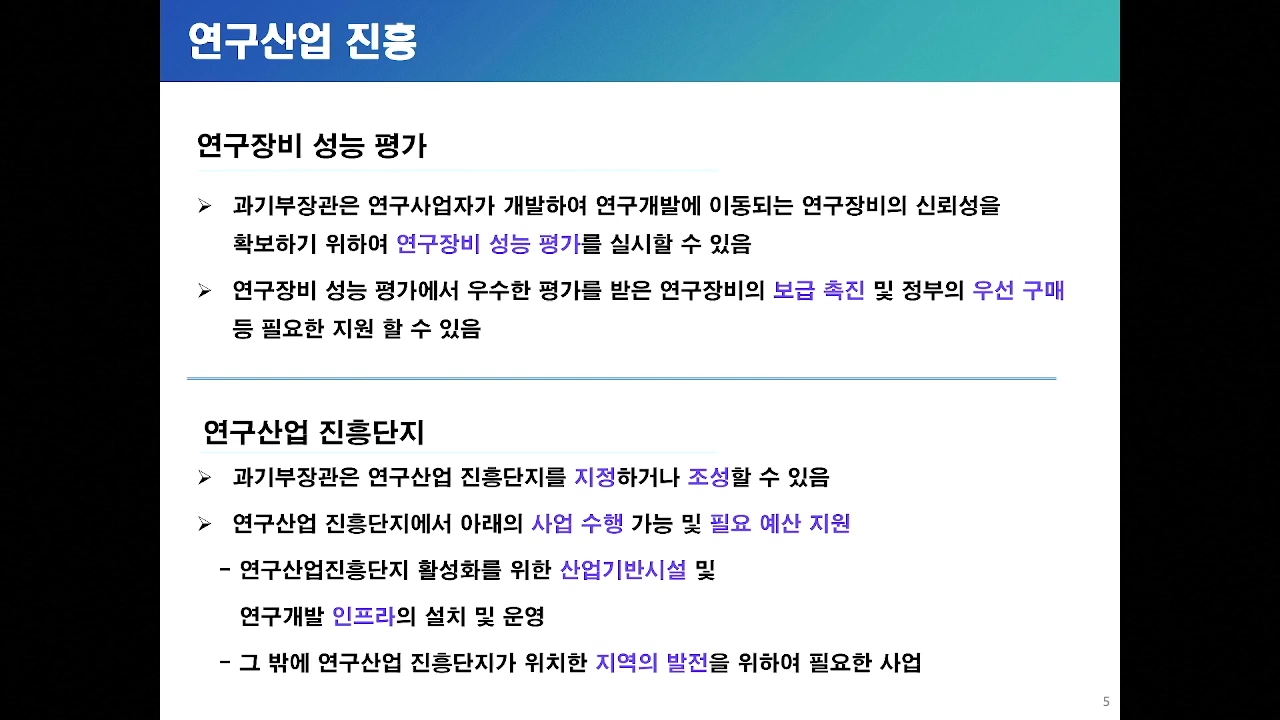 연구산업 진흥
연구장비 성능 평가
➢ 과기부장관은 연구사업자가 개발하여 연구개발에 이동되는 연구장비의 신뢰성을
확보하기 위하여 연구장비 성능 평가를 실시할 수 있음
➢ 연구장비 성능 평가에서 우수한 평가를 받은 연구장비의 보급 촉진 및 정부의 우선 구매
등 필요한 지원 할 수 있음
연구산업 진흥단지
➢ 과기부장관은 연구산업 진흥단지를 지정하거나 조성할 수 있음
➢ 연구산업 진흥단지에서 아래의 사업 수행 가능 및 필요 예산 지원
- 연구산업진흥단지 활성화를 위한 산업기반시설 및
연구개발 인프라의 설치 및 운영
- 그 밖에 연구산업 진흥단지가 위치한 지역의 발전을 위하여 필요한 사업
5